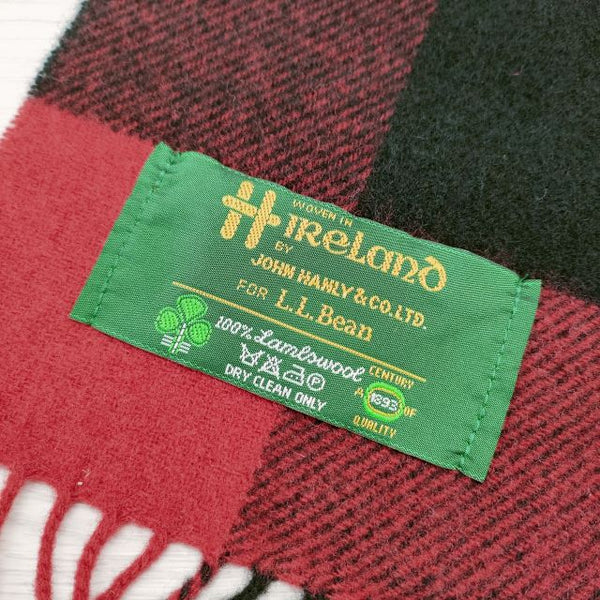 WOVEN IN
H IRELAND
BY
JOHN HANLY & CO. LTD.
FOR L.L. Bean
100% Lambswool
DRY CLEAN ONLY
CENTURY
A 1893 OF
QUALITY